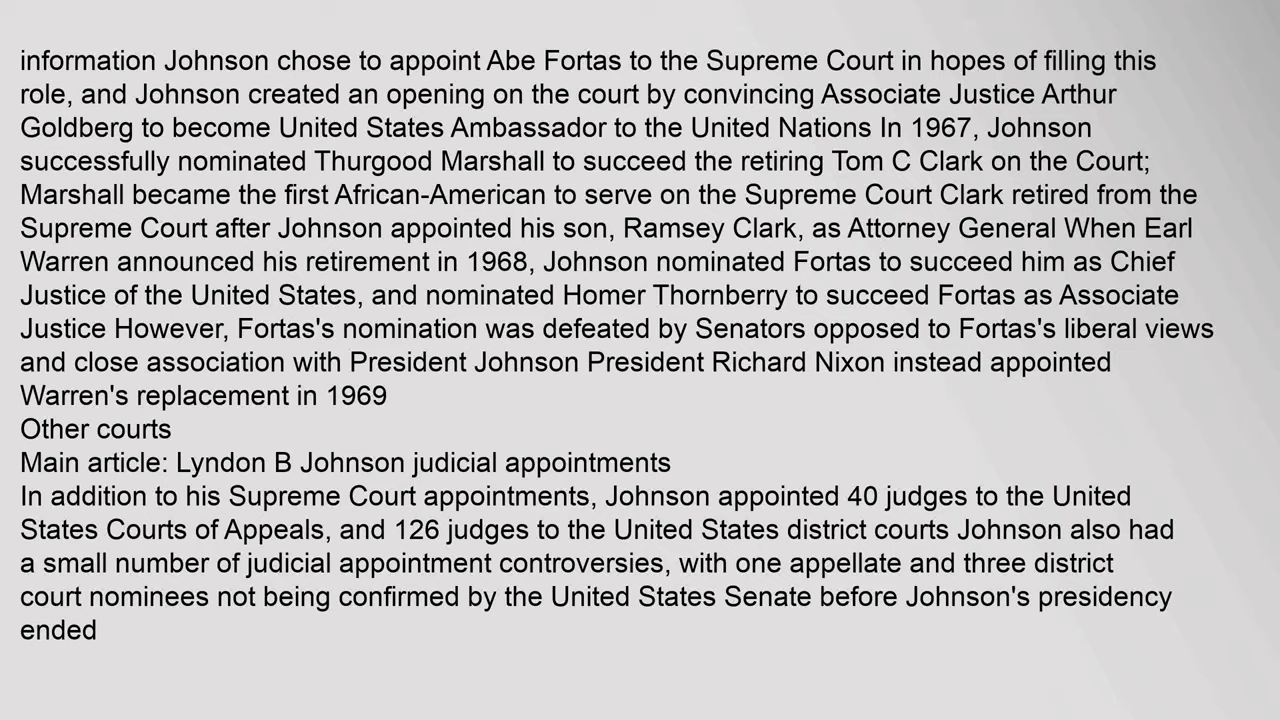 information Johnson chose to appoint Abe Fortas to the Supreme Court in hopes of filling this
role, and Johnson created an opening on the court by convincing Associate Justice Arthur
Goldberg to become United States Ambassador to the United Nations In 1967, Johnson
successfully nominated Thurgood Marshall to succeed the retiring Tom C Clark on the Court;
Marshall became the first African-American to serve on the Supreme Court Clark retired from the
Supreme Court after Johnson appointed his son, Ramsey Clark, as Attorney General When Earl
Warren announced his retirement in 1968, Johnson nominated Fortas to succeed him as Chief
Justice of the United States, and nominated Homer Thornberry to succeed Fortas as Associate
Justice However, Fortas's nomination was defeated by Senators opposed to Fortas's liberal views
and close association with President Johnson President Richard Nixon instead appointed
Warren's replacement in 1969
Other courts
Main article: Lyndon B Johnson judicial appointments
In addition to his Supreme Court appointments, Johnson appointed 40 judges to the United
States Courts of Appeals, and 126 judges to the United States district courts Johnson also had
a small number of judicial appointment controversies, with one appellate and three district
court nominees not being confirmed by the United States Senate before Johnson's presidency
ended